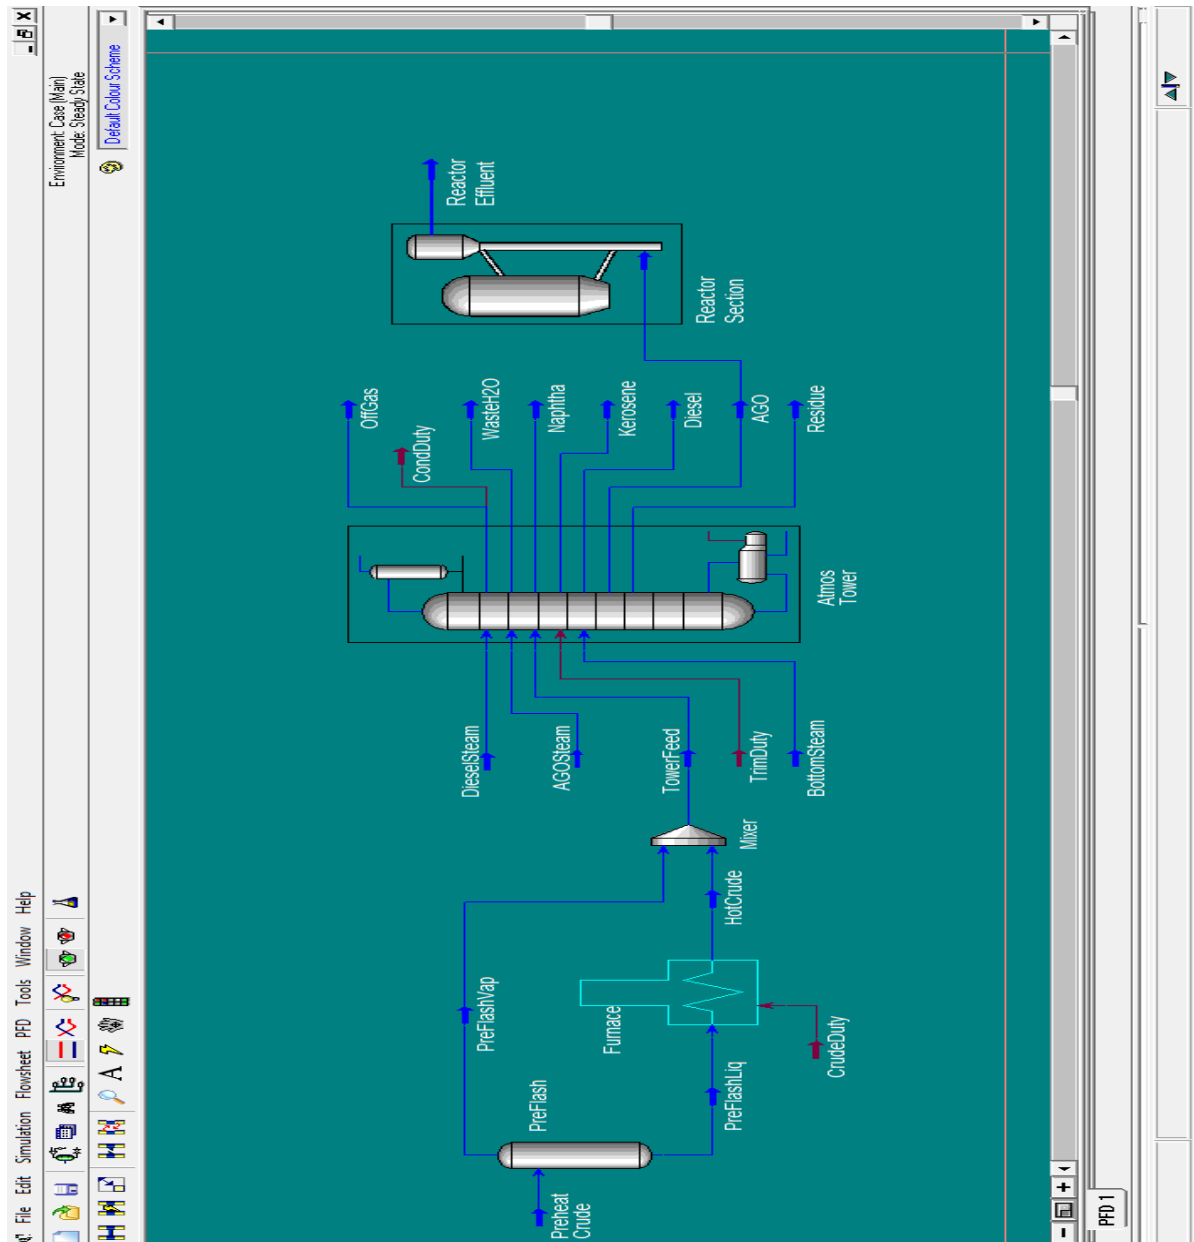 File Edit Simulation Flowsheet PFD Tools Window Help
Environment: Case (Main)
Mode: Steady State
A
Default Colour Scheme
Reactor
Effluent
OffGas
CondDuty
WasteH2O
Naphtha
Kerosene
Diesel
AGO
Residue
Reactor
Section
Atmos
Tower
DieselSteam
AGOSteam
TowerFeed
TrimDuty
BottomSteam
Mixer
PreFlashVap
HotCrude
Furnace
PreFlash
Preheat
Crude
PreFlashLiq
CrudeDuty
PFD 1